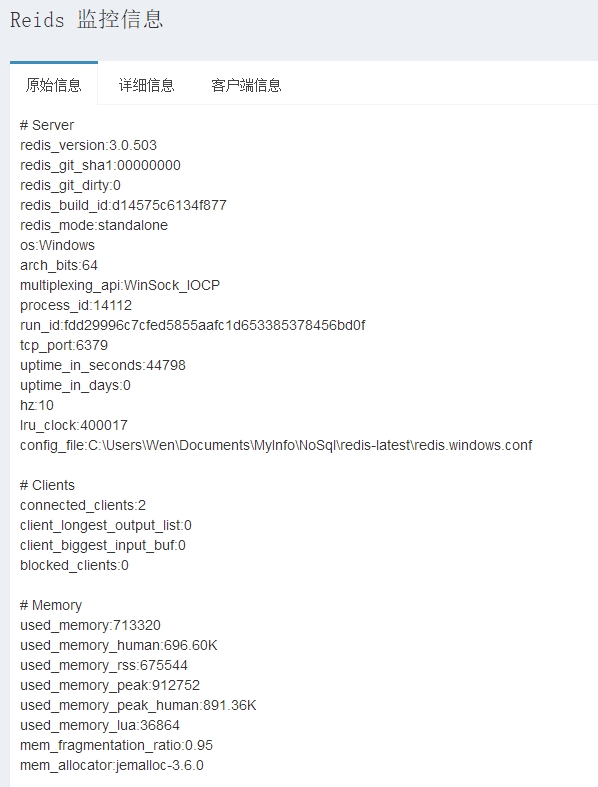 Reids 监控信息
原始信息 详细信息 客户端信息
# Server
redis_version:3.0.503
redis_git_sha1:00000000
redis_git_dirty:0
redis_build_id:d14575c6134f877
redis_mode:standalone
os:Windows
arch_bits:64
multiplexing_api:WinSock_IOCP
process_id:14112
run_id:fdd29996c7cfed5855aafc1d653385378456bd0f
tcp_port:6379
uptime_in_seconds:44798
uptime_in_days:0
hz:10
lru_clock:400017
config_file:C:\Users\Wen\Documents\MyInfo\NoSql\redis-latest\redis.windows.conf
# Clients
connected_clients:2
client_longest_output_list:0
client_biggest_input_buf:0
blocked_clients:0
# Memory
used_memory:713320
used_memory_human:696.60K
used_memory_rss:675544
used_memory_peak:912752
used_memory_peak_human:891.36K
used_memory_lua:36864
mem_fragmentation_ratio:0.95
mem_allocator:jemalloc-3.6.0